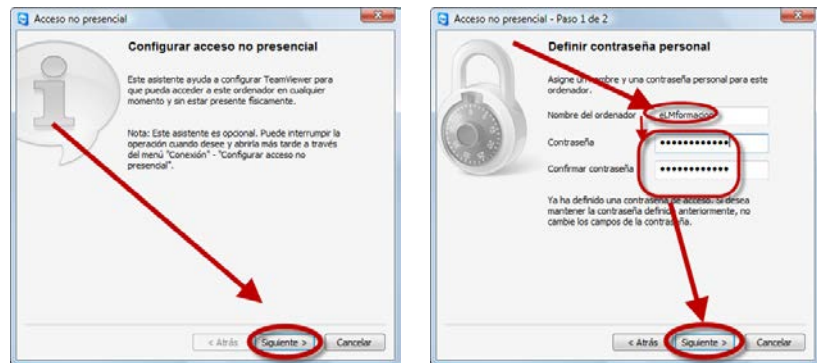 Acceso no presencial
Configurar acceso no presencial
Este asistente ayuda a configurar TeamViewer para
que pueda acceder a este ordenador en cualquier
momento y sin estar presente físicamente.
Nota: Este asistente es opcional. Puede interrumpir la
operación cuando desee y abrirla más tarde a través
del menú "Conexión" - "Configurar acceso no
presencial".
< Atrás
Siguiente >
Cancelar
Acceso no presencial - Paso 1 de 2
Definir contraseña personal
Asigne un nombre y una contraseña personal para este
ordenador.
Nombre del ordenador eLMformacion
Contraseña ••••••••••••
Confirmar contraseña ••••••••••••
Ya ha definido una contraseña de acceso. Si desea
mantener la contraseña definida anteriormente, no
cambie los campos de la contraseña.
< Atrás
Siguiente >
Cancelar